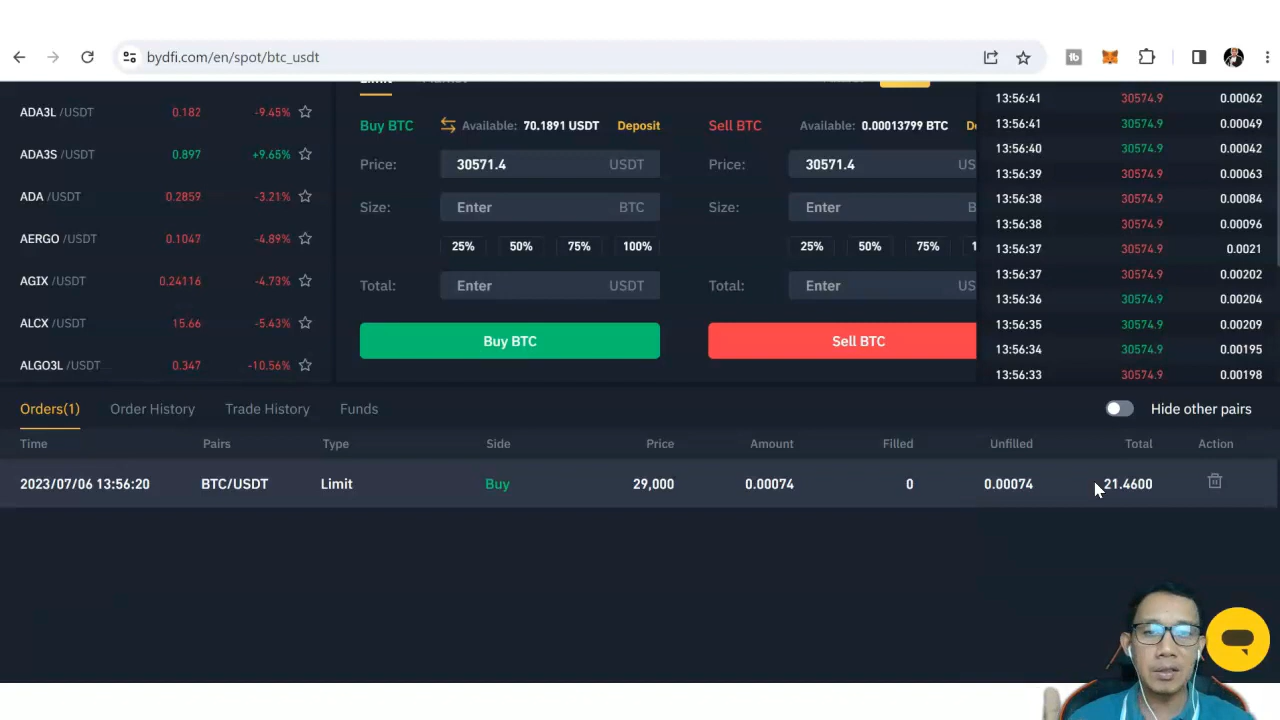 bydfi.com/en/spot/btc_usdt
ADA3L /USDT 0.182 -9.45%
ADA3S /USDT 0.897 +9.65%
ADA /USDT 0.2859 -3.21%
AERGO /USDT 0.1047 -4.89%
AGIX /USDT 0.24116 -4.73%
ALCX /USDT 15.66 -5.43%
ALGO3L /USDT 0.347 -10.56%
Limit
Buy BTC Available: 70.1891 USDT Deposit
Price: 30571.4 USDT
Size: Enter BTC
25% 50% 75% 100%
Total: Enter USDT
Buy BTC
Sell BTC Available: 0.00013799 BTC De
Price: 30571.4 US
Size: Enter B
25% 50% 75% 1
Total: Enter US
Sell BTC
13:56:41 30574.9 0.00062
13:56:41 30574.9 0.00049
13:56:40 30574.9 0.00042
13:56:39 30574.9 0.00063
13:56:38 30574.9 0.00084
13:56:38 30574.9 0.00096
13:56:37 30574.9 0.0021
13:56:37 30574.9 0.00202
13:56:36 30574.9 0.00204
13:56:35 30574.9 0.00209
13:56:34 30574.9 0.00195
13:56:33 30574.9 0.00198
Orders(1) Order History Trade History Funds Hide other pairs
Time Pairs Type Side Price Amount Filled Unfilled Total Action
2023/07/06 13:56:20 BTC/USDT Limit Buy 29,000 0.00074 0 0.00074 21.4600